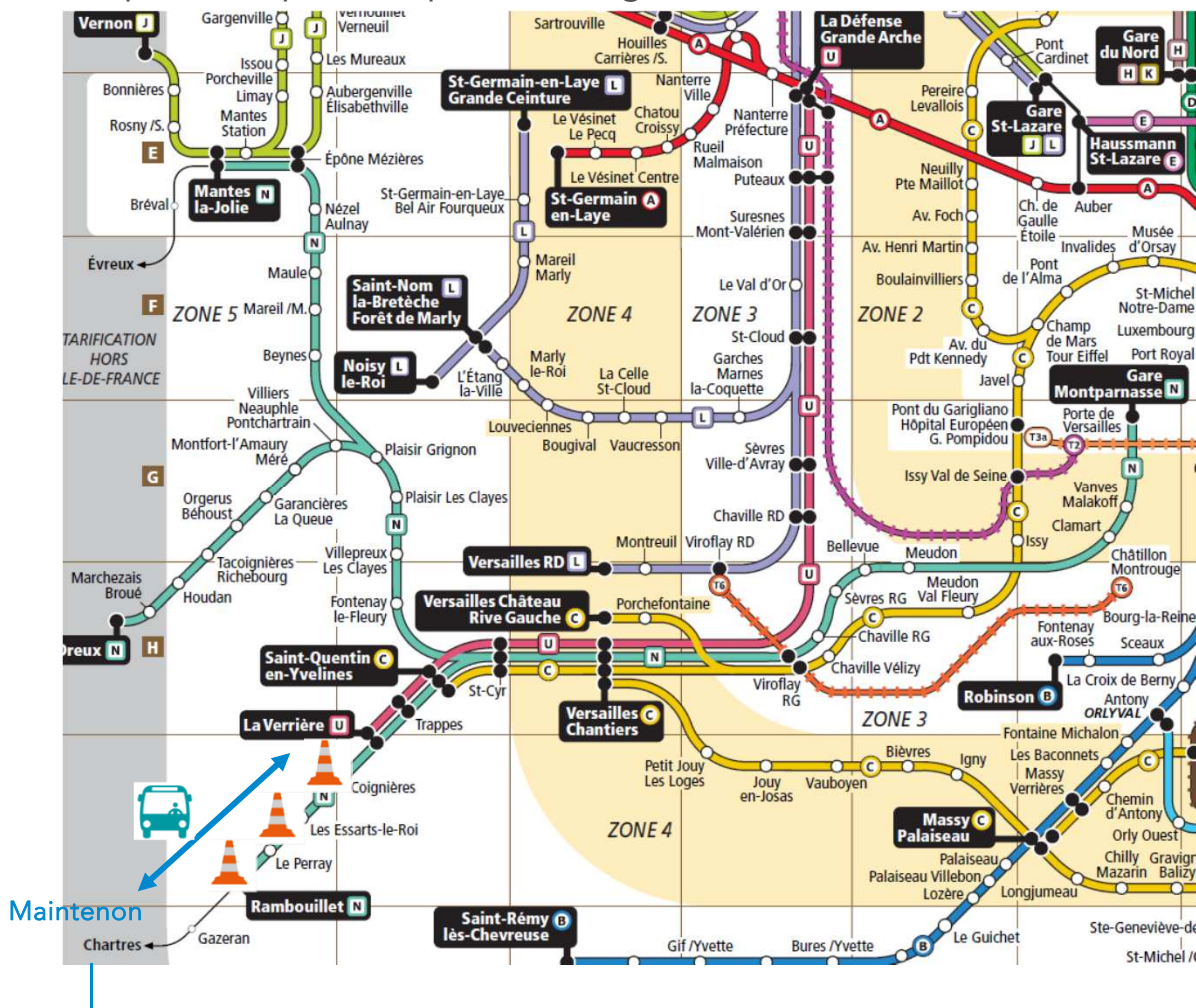 Vernon J
Gargenville
Vernouillet
Verneuil
J
J
Sartrouville
Houilles
Carrières /S.
A
La Défense
Grande Arche
U
Pont
Cardinet
Gare
du Nord
H K
H
D
Issou
Porcheville
Les Mureaux
Bonnières
Limay
Aubergenville
Élisabethville
St-Germain-en-Laye L
Grande Ceinture
Nanterre
Ville
Le Vésinet
Le Pecq
Chatou
Croissy
Nanterre
Préfecture
Pereire
Levallois
A
C
Gare
St-Lazare
J L
E
Haussmann
St-Lazare E
Rosny /S.
Mantes
Station
E
Épône Mézières
Rueil
Malmaison
U
Le Vésinet Centre
Puteaux
Neuilly
Pte Maillot
Mantes
la-Jolie N
Bréval
Nézel
Aulnay
St-Germain-en-Laye
Bel Air Fourqueux
St-Germain
en-Laye A
Suresnes
Mont-Valérien
Av. Foch
Ch. de
Gaulle
Étoile
Auber
A
Évreux
N
L
Mareil
Marly
Av. Henri Martin
Invalides
Musée
d'Orsay
Maule
Saint-Nom L
la-Bretèche
Forêt de Marly
Le Val d'Or
Boulainvilliers
Pont
de l'Alma
F
ZONE 5
Mareil /M.
ZONE 4
ZONE 3
ZONE 2
C
St-Michel
Notre-Dame
TARIFICATION
HORS
LE-DE-FRANCE
Beynes
Noisy L
le-Roi
L'Étang
la-Ville
Marly
le-Roi
St-Cloud
Av. du
Pdt Kennedy
Champ
de Mars
Tour Eiffel
C
Luxembourg
Port Royal
La Celle
St-Cloud
Garches
Marnes
la-Coquette
Javel
Gare
Montparnasse N
Villiers
Neauphle
Pontchartrain
Louveciennes
Bougival
Vaucresson
L
U
Pont du Garigliano
Hôpital Européen
G. Pompidou
T3a
Porte de
Versailles
T2
Montfort-l'Amaury
Méré
Plaisir Grignon
Sèvres
Ville-d'Avray
Issy Val de Seine
N
G
Orgerus
Béhoust
Garancières
La Queue
Plaisir Les Clayes
N
Chaville RD
C
Vanves
Malakoff
Clamart
Tacoignières
Richebourg
Villepreux
Les Clayes
Versailles RD L
Montreuil
Viroflay RD
Bellevue
Meudon
Issy
Châtillon
Montrouge
Marchezais
Broué
Houdan
Fontenay
le-Fleury
T6
U
Versailles Château
Rive Gauche C
Porchefontaine
Sèvres RG
C
Meudon
Val Fleury
T6
Bourg-la-Reine
Dreux N
H
U
N
C
Chaville RG
Fontenay
aux-Roses
Sceaux
Saint-Quentin C
en-Yvelines
St-Cyr
Chaville Vélizy
Viroflay
RG
La Croix de Berny
Robinson B
Antony
ORLYVAL
La Verrière U
Trappes
Versailles C
Chantiers
ZONE 3
Fontaine Michalon
Les Baconnets
Massy
Verrières
C
Coignières
N
Petit Jouy
Les Loges
Jouy
en-Josas
Vauboyen
C
Bièvres
Igny
Chemin
d'Antony
Les Essarts-le-Roi
ZONE 4
Massy C
Palaiseau
Orly Ouest
Le Perray
Palaiseau
Palaiseau Villebon
Lozère
Longjumeau
Chilly
Mazarin
Gravign
Balizy
Maintenon
Rambouillet N
Chartres
Gazeran
Saint-Rémy B
lès-Chevreuse
Gif /Yvette
Bures /Yvette
B
Le Guichet
Ste-Geneviève-de
St-Michel /